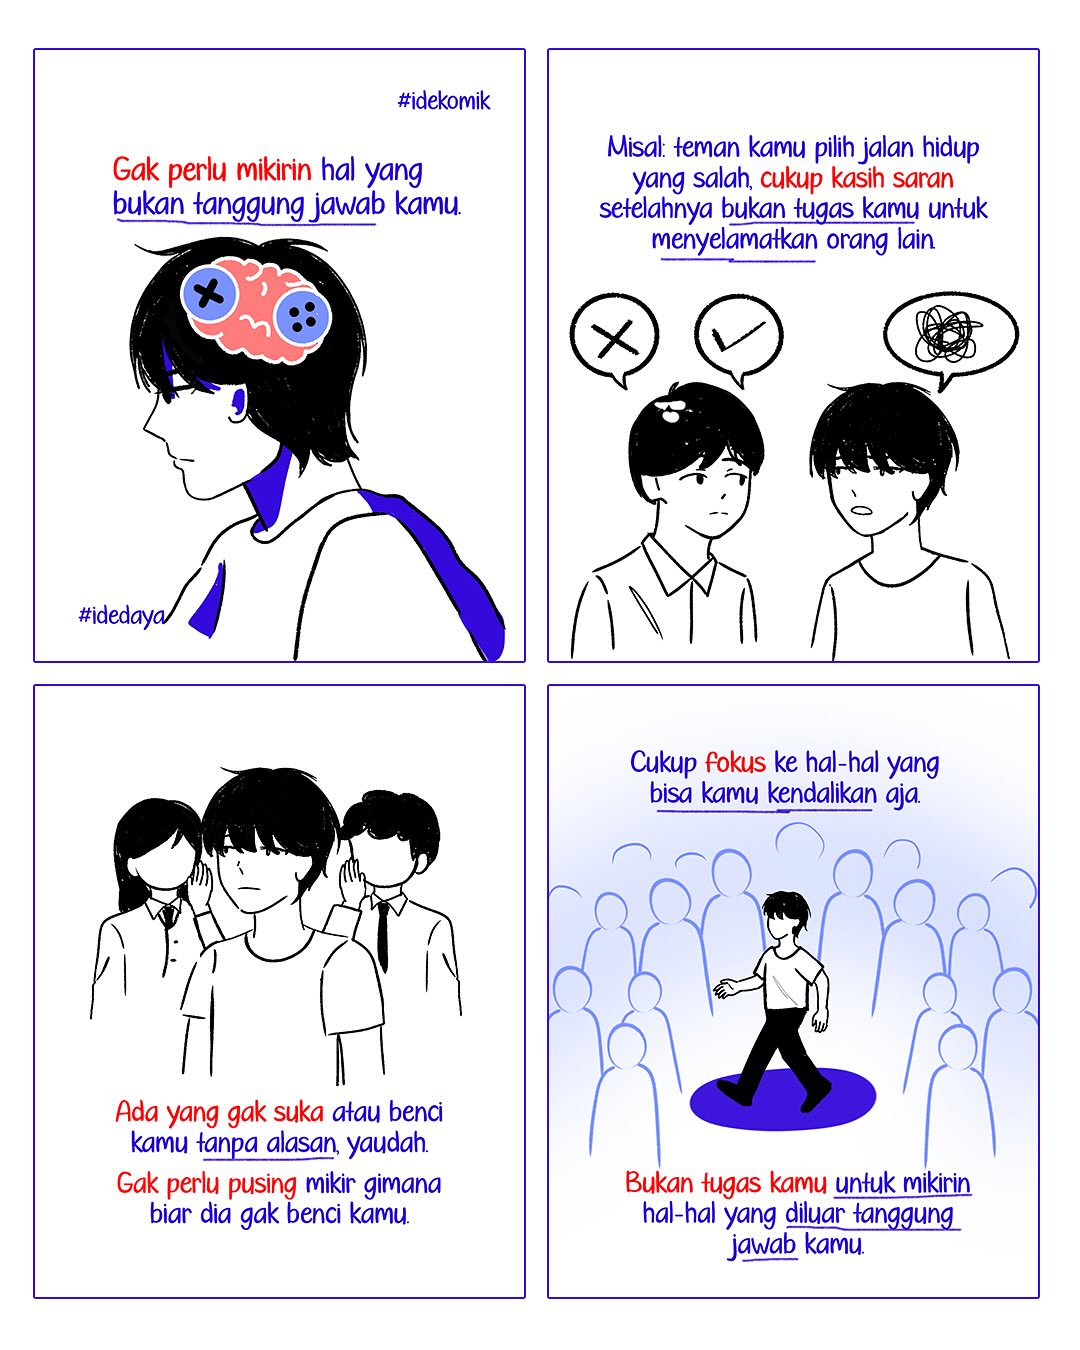 #idekomik
Gak perlu mikirin hal yang
bukan tanggung jawab kamu.
#idedaya
Misal: teman kamu pilih jalan hidup
yang salah, cukup kasih saran
setelahnya bukan tugas kamu untuk
menyelamatkan orang lain.
Ada yang gak suka atau benci
kamu tanpa alasan, yaudah.
Gak perlu pusing mikir gimana
biar dia gak benci kamu.
Cukup fokus ke hal-hal yang
bisa kamu kendalikan aja.
Bukan tugas kamu untuk mikirin
hal-hal yang diluar tanggung
jawab kamu.